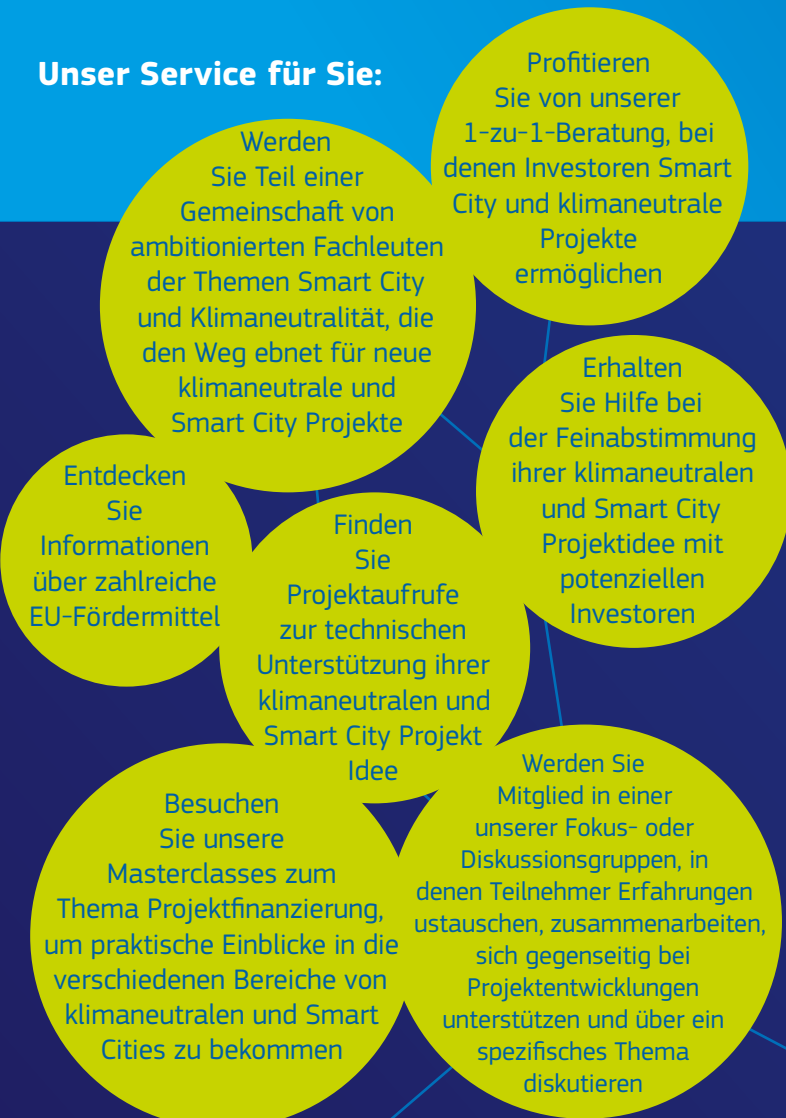 Unser Service für Sie:
Profitieren
Sie von unserer
1-zu-1-Beratung, bei
denen Investoren Smart
City und klimaneutrale
Projekte
ermöglichen
Werden
Sie Teil einer
Gemeinschaft von
ambitionierten Fachleuten
der Themen Smart City
und Klimaneutralität, die
den Weg ebnet für neue
klimaneutrale und
Smart City Projekte
Erhalten
Sie Hilfe bei
der Feinabstimmung
ihrer klimaneutralen
und Smart City
Projektidee mit
potenziellen
Investoren
Entdecken
Sie
Informationen
über zahlreiche
EU-Fördermittel
Finden
Sie
Projektaufrufe
zur technischen
Unterstützung ihrer
klimaneutralen und
Smart City Projekt
Idee
Besuchen
Sie unsere
Masterclasses zum
Thema Projektfinanzierung,
um praktische Einblicke in die
verschiedenen Bereiche von
klimaneutralen und Smart
Cities zu bekommen
Werden Sie
Mitglied in einer
unserer Fokus- oder
Diskussionsgruppen, in
denen Teilnehmer Erfahrungen
ustauschen, zusammenarbeiten,
sich gegenseitig bei
Projektentwicklungen
unterstützen und über ein
spezifisches Thema
diskutieren